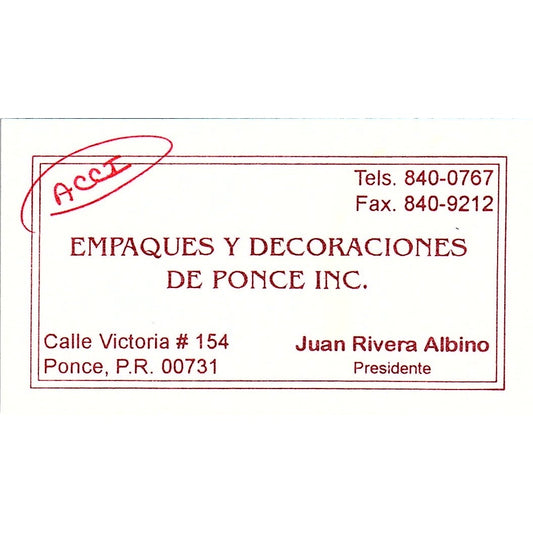 ACCI
Tels. 840-0767
Fax. 840-9212
EMPAQUES Y DECORACIONES
DE PONCE INC.
Calle Victoria # 154
Ponce, P.R. 00731
Juan Rivera Albino
Presidente